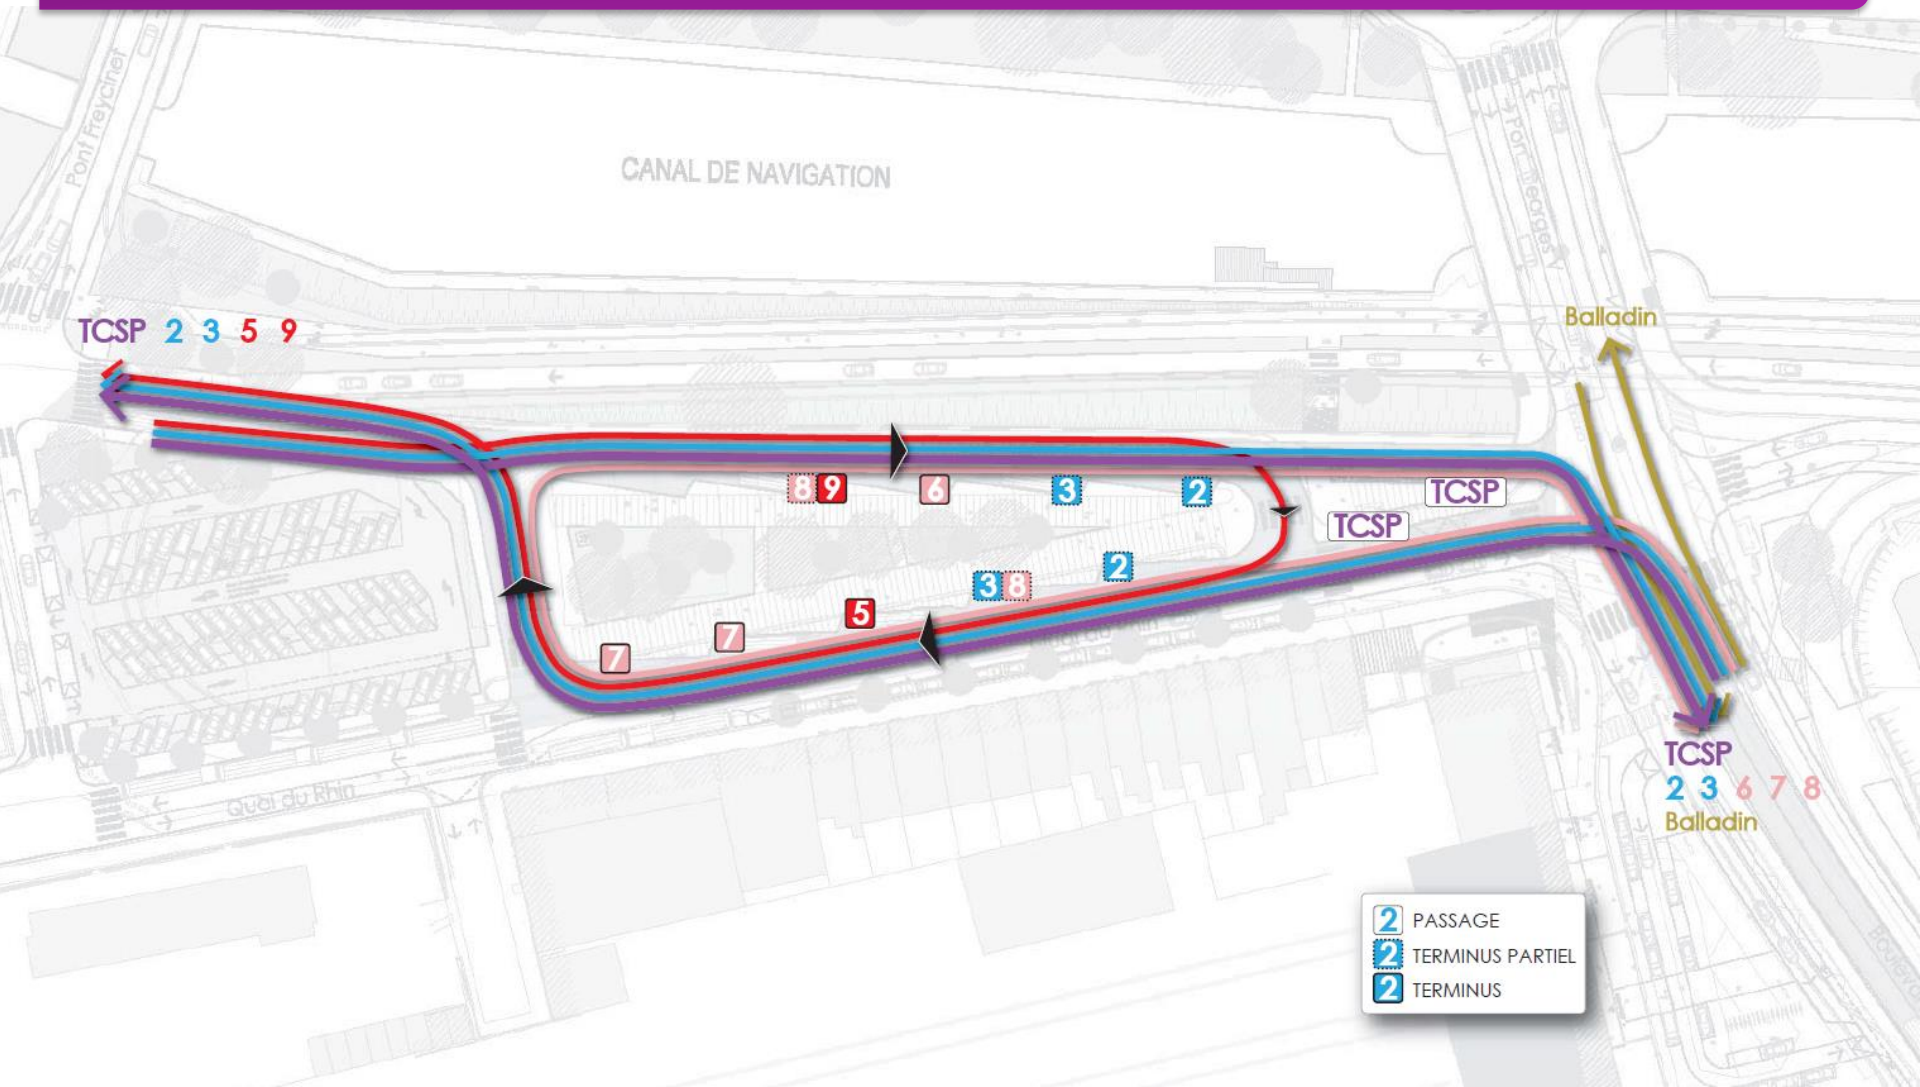 Pont Freycinet
CANAL DE NAVIGATION
Balladin
TCSP 2 3 5 9
8 9 6 3 2 TCSP
TCSP
2
3 8
5
7
7
TCSP
2 3 6 7 8
Balladin
Quai du Rhin
2 PASSAGE
2 TERMINUS PARTIEL
2 TERMINUS